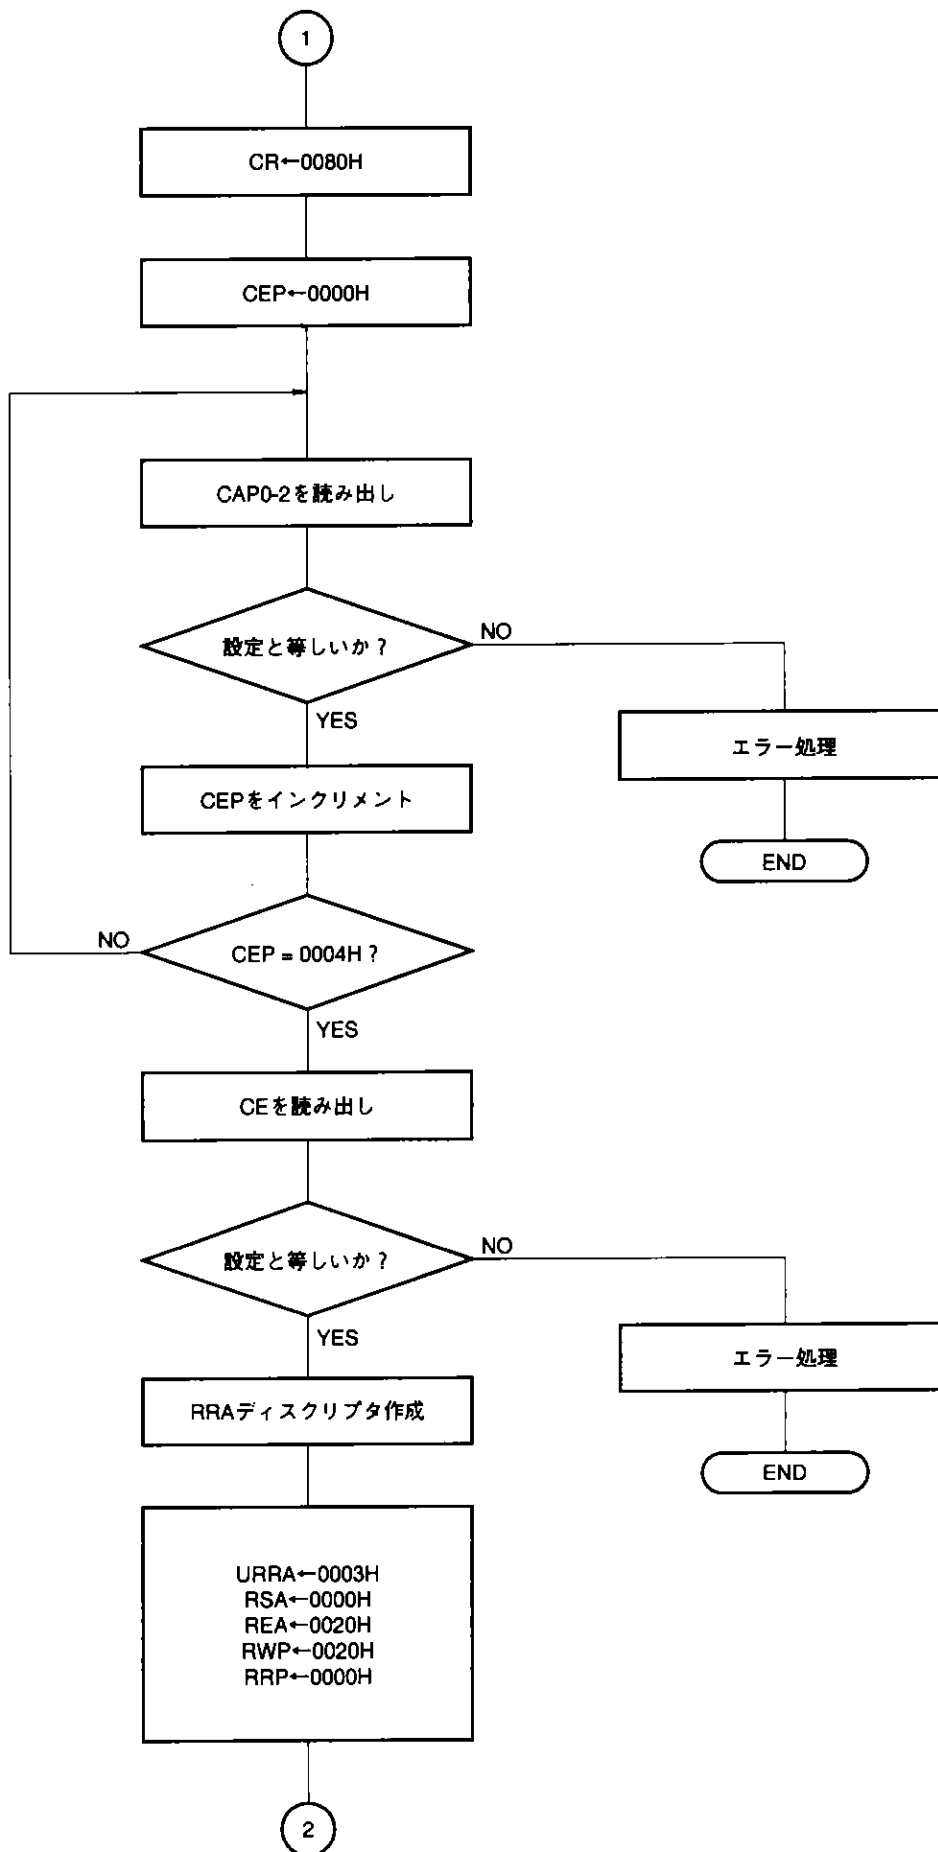 1
CR←0080H
CEP←0000H
CAP0-2を読み出し
設定と等しいか？
NO
YES
エラー処理
CEPをインクリメント
END
NO
CEP = 0004H ?
YES
CEを読み出し
設定と等しいか？
NO
YES
エラー処理
RRAディスクリプタ作成
END
URRA←0003H
RSA←0000H
REA←0020H
RWP←0020H
RRP←0000H
2